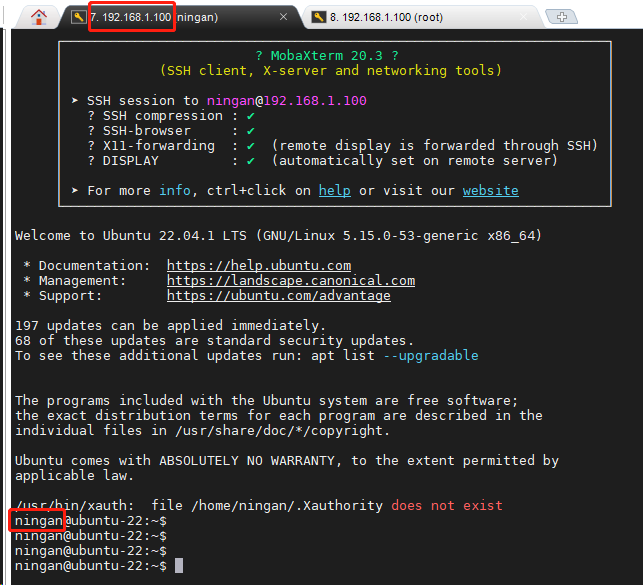 7. 192.168.1.100 (ningan)
8. 192.168.1.100 (root)
? MobaXterm 20.3 ?
(SSH client, X-server and networking tools)
➤ SSH session to ningan@192.168.1.100
? SSH compression : ✔
? SSH-browser : ✔
? X11-forwarding : ✔ (remote display is forwarded through SSH)
? DISPLAY : ✔ (automatically set on remote server)
➤ For more info, ctrl+click on help or visit our website
Welcome to Ubuntu 22.04.1 LTS (GNU/Linux 5.15.0-53-generic x86_64)
* Documentation: https://help.ubuntu.com
* Management: https://landscape.canonical.com
* Support: https://ubuntu.com/advantage
197 updates can be applied immediately.
68 of these updates are standard security updates.
To see these additional updates run: apt list --upgradable
The programs included with the Ubuntu system are free software;
the exact distribution terms for each program are described in the
individual files in /usr/share/doc/*/copyright.
Ubuntu comes with ABSOLUTELY NO WARRANTY, to the extent permitted by
applicable law.
/usr/bin/xauth: file /home/ningan/.Xauthority does not exist
ningan@ubuntu-22:~$
ningan@ubuntu-22:~$
ningan@ubuntu-22:~$
ningan@ubuntu-22:~$